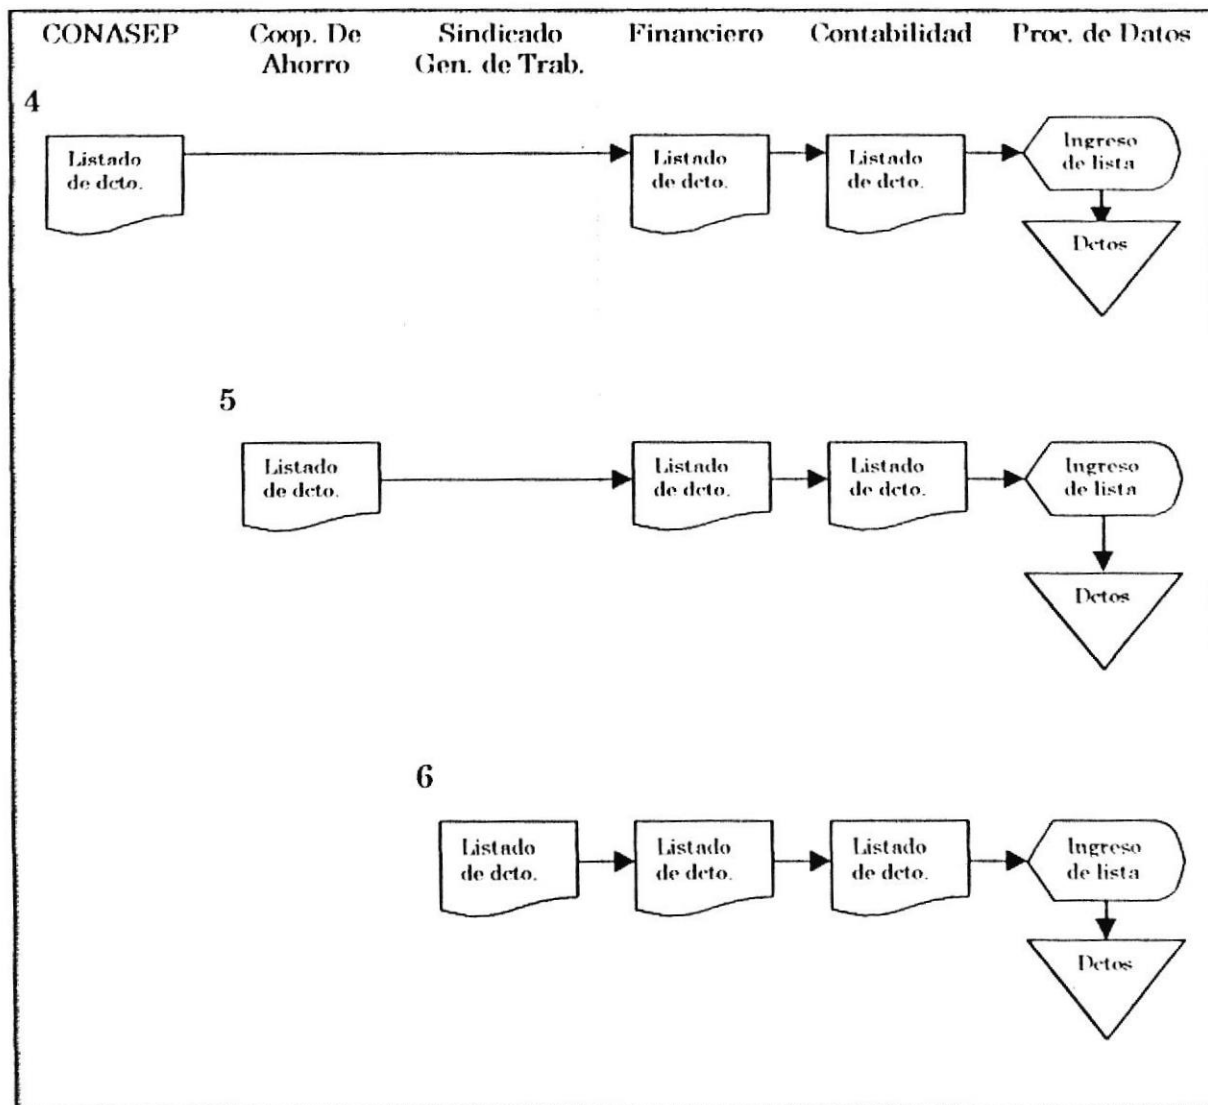 CONASEP
Coop. De
Ahorro
Sindicado
Gen. de Trab.
Financiero
Contabilidad
Proc. de Datos
4
Listado
de dcto.
Listado
de dcto.
Listado
de dcto.
Ingreso
de lista
Dctos
5
Listado
de dcto.
Listado
de dcto.
Listado
de dcto.
Ingreso
de lista
Dctos
6
Listado
de dcto.
Listado
de dcto.
Listado
de dcto.
Ingreso
de lista
Dctos